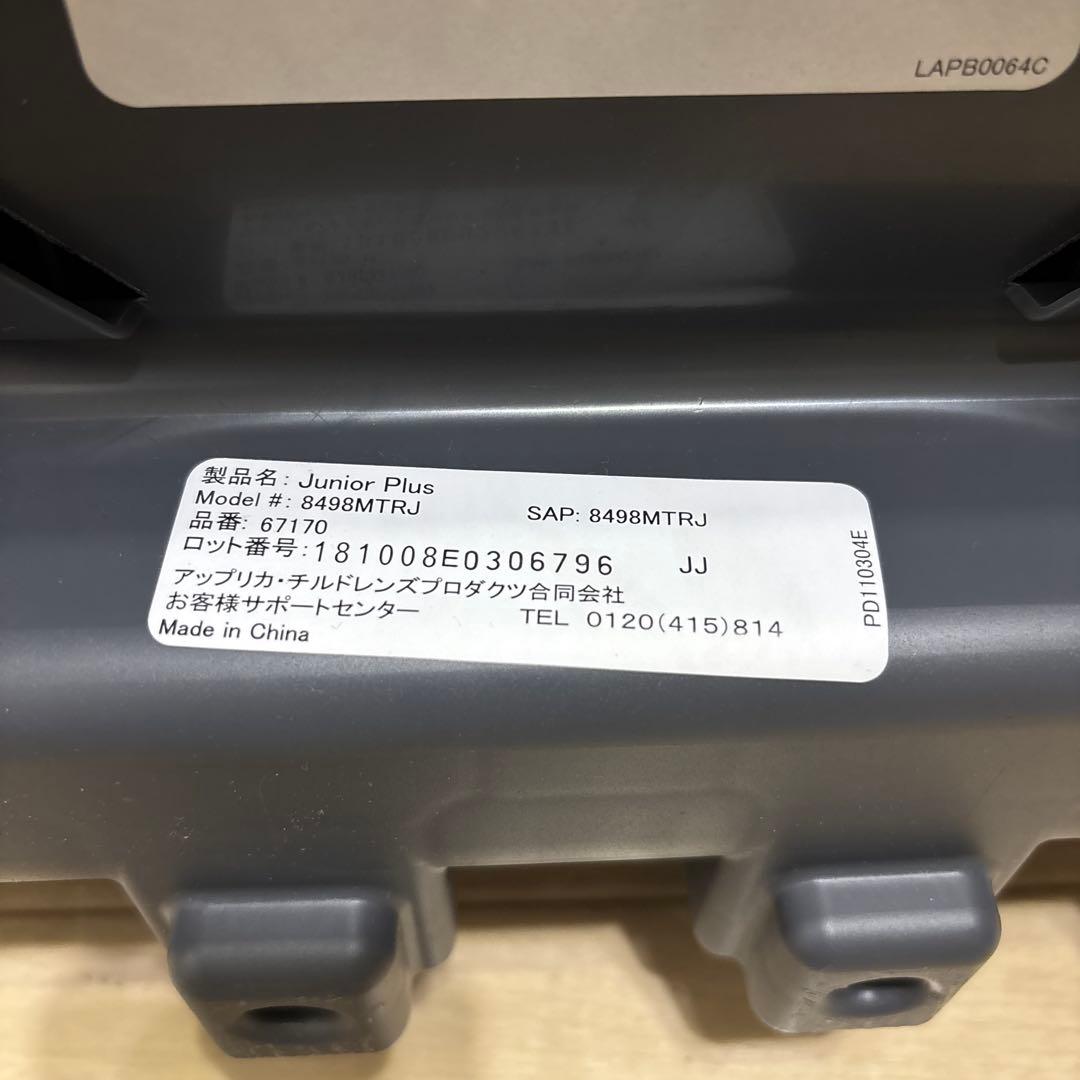 LAPB0064C
製品名: Junior Plus
Model #: 8498MTRJ SAP: 8498MTRJ
品番: 67170
ロット番号:181008E0306796 JJ
アップリカ・チルドレンズプロダクツ合同会社
お客様サポートセンター TEL 0120(415)814
Made in China
PD110304E